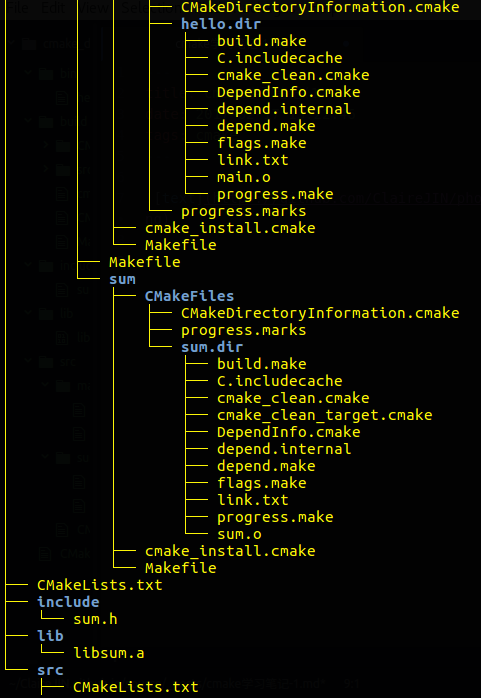 CMakeDirectoryInformation.cmake
hello.dir
build.make
C.includecache
cmake_clean.cmake
DependInfo.cmake
depend.internal
depend.make
flags.make
link.txt
main.o
progress.make
progress.marks
cmake_install.cmake
Makefile
Makefile
sum
CMakeFiles
CMakeDirectoryInformation.cmake
progress.marks
sum.dir
build.make
C.includecache
cmake_clean.cmake
cmake_clean_target.cmake
DependInfo.cmake
depend.internal
depend.make
flags.make
link.txt
progress.make
sum.o
cmake_install.cmake
Makefile
CMakeLists.txt
include
sum.h
lib
libsum.a
src
CMakeLists.txt